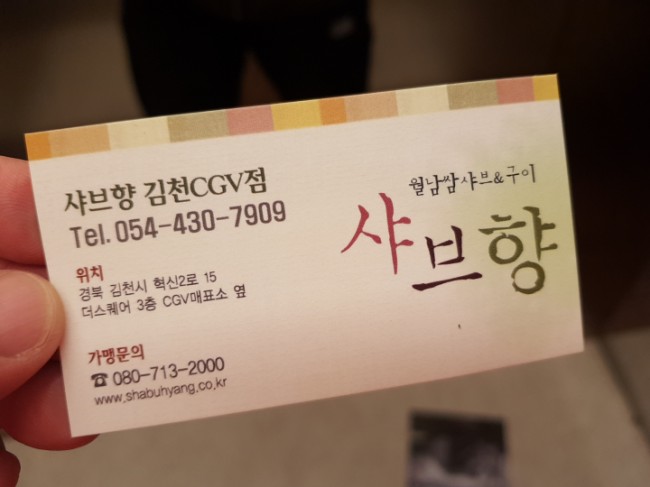 샤브향 김천CGV점
Tel. 054-430-7909
위치
경북 김천시 혁신2로 15
더스퀘어 3층 CGV매표소 옆
가맹문의
☎ 080-713-2000
www.shabuhyang.co.kr
월남쌈 샤브&구이
샤브향